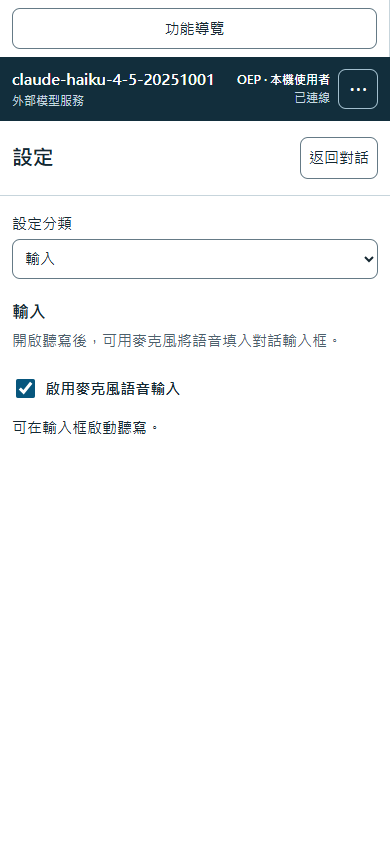 功能導覽
claude-haiku-4-5-20251001
外部模型服務
OEP · 本機使用者
已連線
···
設定
返回對話
設定分類
輸入
輸入
開啟聽寫後，可用麥克風將語音填入對話輸入框。
啟用麥克風語音輸入
可在輸入框啟動聽寫。